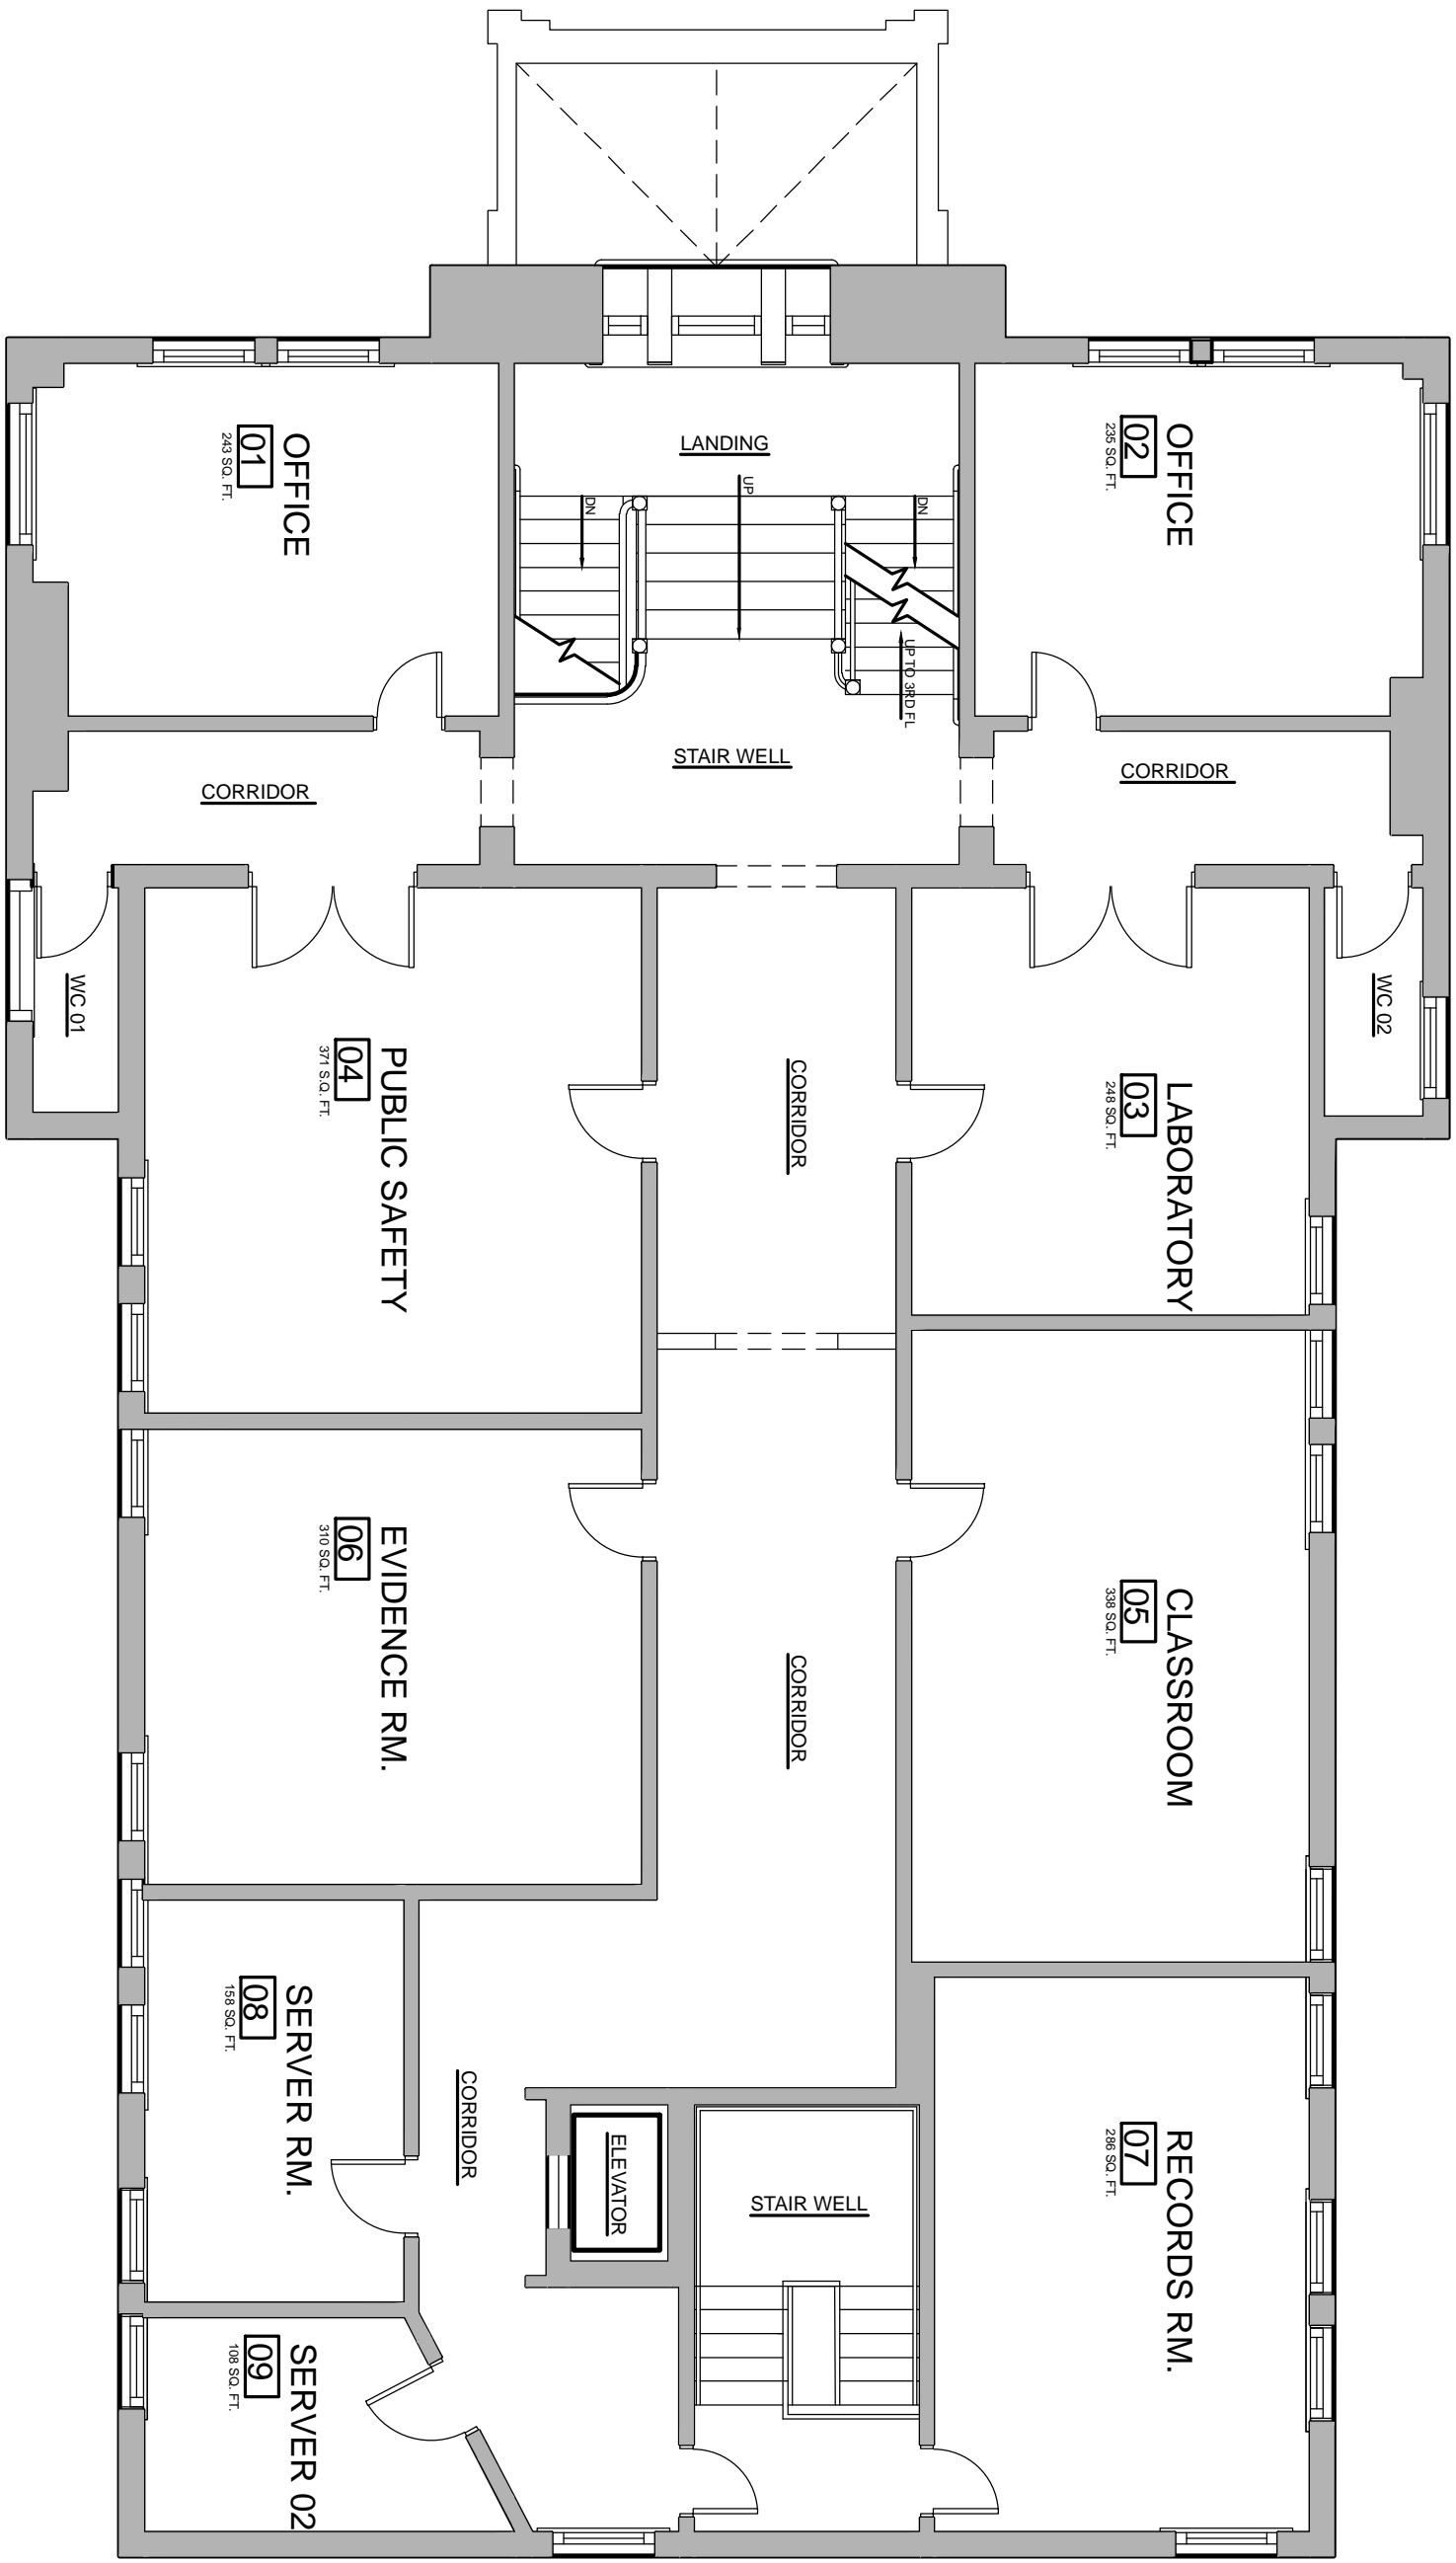 OFFICE
01
243 SQ. FT.
OFFICE
02
235 SQ. FT.
LANDING
UP
DN
DN
UP TO 3RD FL
STAIR WELL
CORRIDOR
CORRIDOR
WC 01
WC 02
PUBLIC SAFETY
04
371 S.Q. FT.
CORRIDOR
LABORATORY
03
248 SQ. FT.
EVIDENCE RM.
06
310 SQ. FT.
CORRIDOR
CLASSROOM
05
338 SQ. FT.
SERVER RM.
08
158 SQ. FT.
CORRIDOR
ELEVATOR
STAIR WELL
RECORDS RM.
07
286 SQ. FT.
SERVER 02
09
108 SQ. FT.